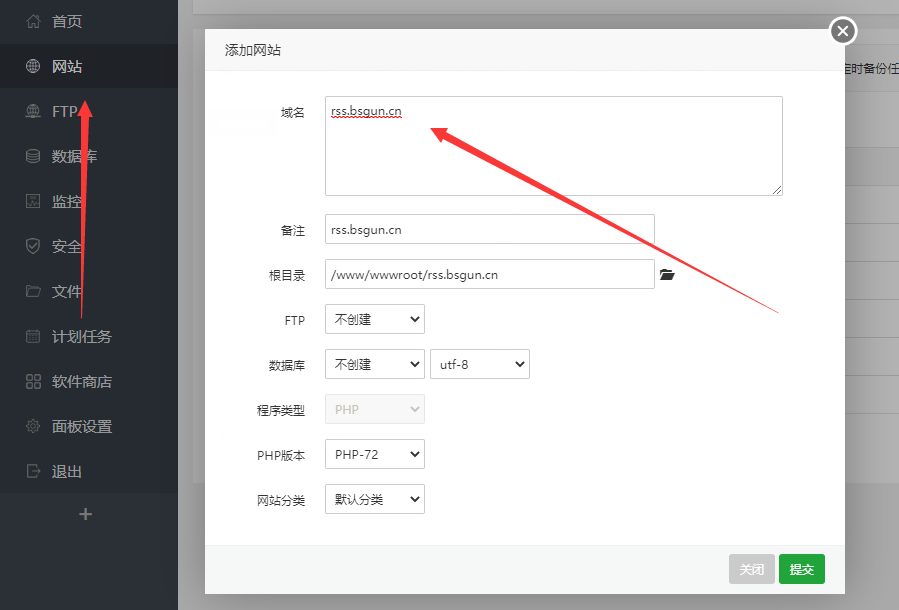 首页
网站
FTP
数据库
监控
安全
文件
计划任务
软件商店
面板设置
退出
添加网站
域名 rss.bsgun.cn
备注 rss.bsgun.cn
根目录 /www/wwwroot/rss.bsgun.cn
FTP 不创建
数据库 不创建 utf-8
程序类型 PHP
PHP版本 PHP-72
网站分类 默认分类
关闭 提交
定时备份任